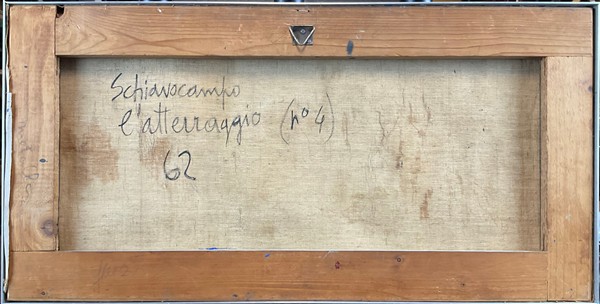 Schiavocampo
l'atterraggio (n° 4)
62